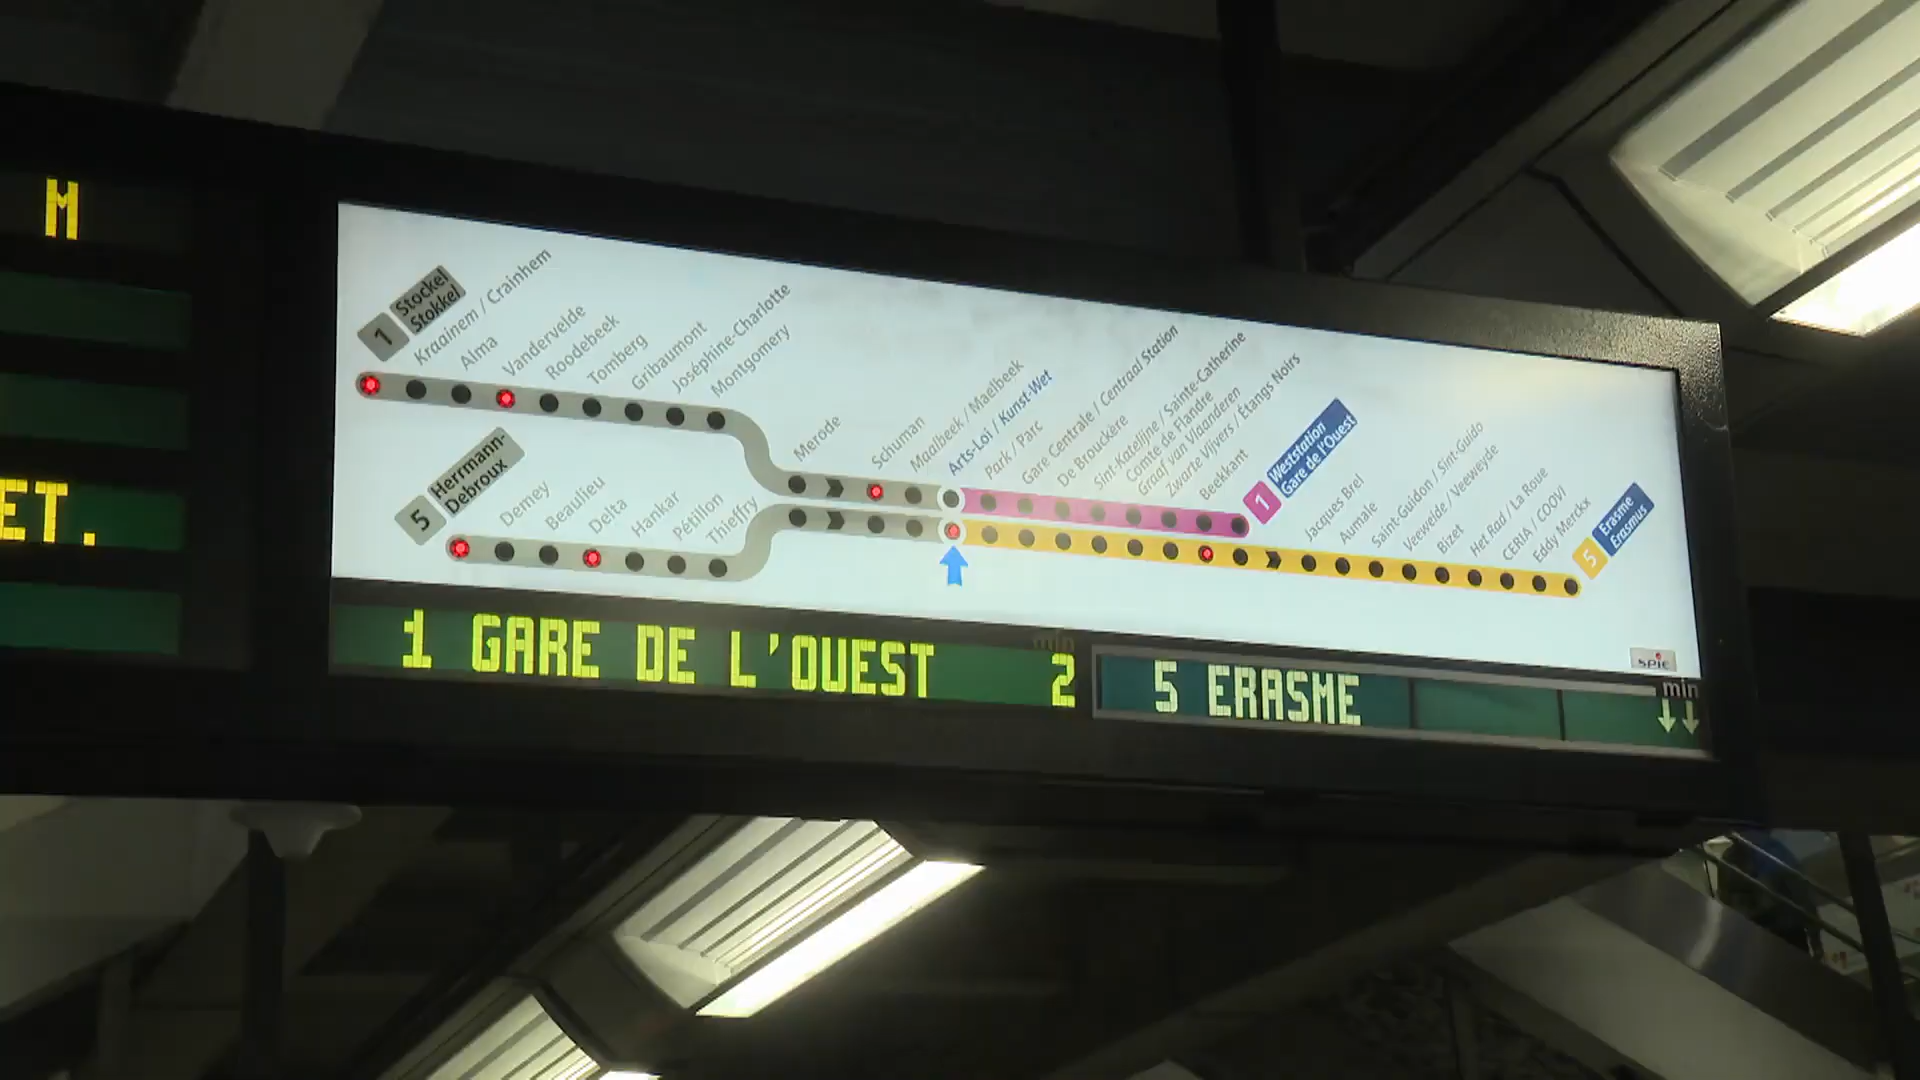 M
ET.
1
Stockel
Stokkel
Kraainem / Crainhem
Alma
Vandervelde
Roodebeek
Tomberg
Gribaumont
Joséphine-Charlotte
Montgomery
5
Herrmann-
Debroux
Demey
Beaulieu
Delta
Hankar
Pétillon
Thieffry
Merode
Schuman
Maalbeek / Maelbeek
Arts-Loi / Kunst-Wet
Park / Parc
Gare Centrale / Centraal Station
De Brouckère
Sint-Katelijne / Sainte-Catherine
Comte de Flandre
Graaf van Vlaanderen
Zwarte Vijvers / Étangs Noirs
Beekkant
1
Weststation
Gare de l'Ouest
Jacques Brel
Aumale
Saint-Guidon / Sint-Guido
Veeweide / Veeweyde
Bizet
Het Rad / La Roue
CERIA / COOVI
Eddy Merckx
5
Erasme
Erasmus
spie
min
1 GARE DE L'OUEST 2
min
5 ERASME